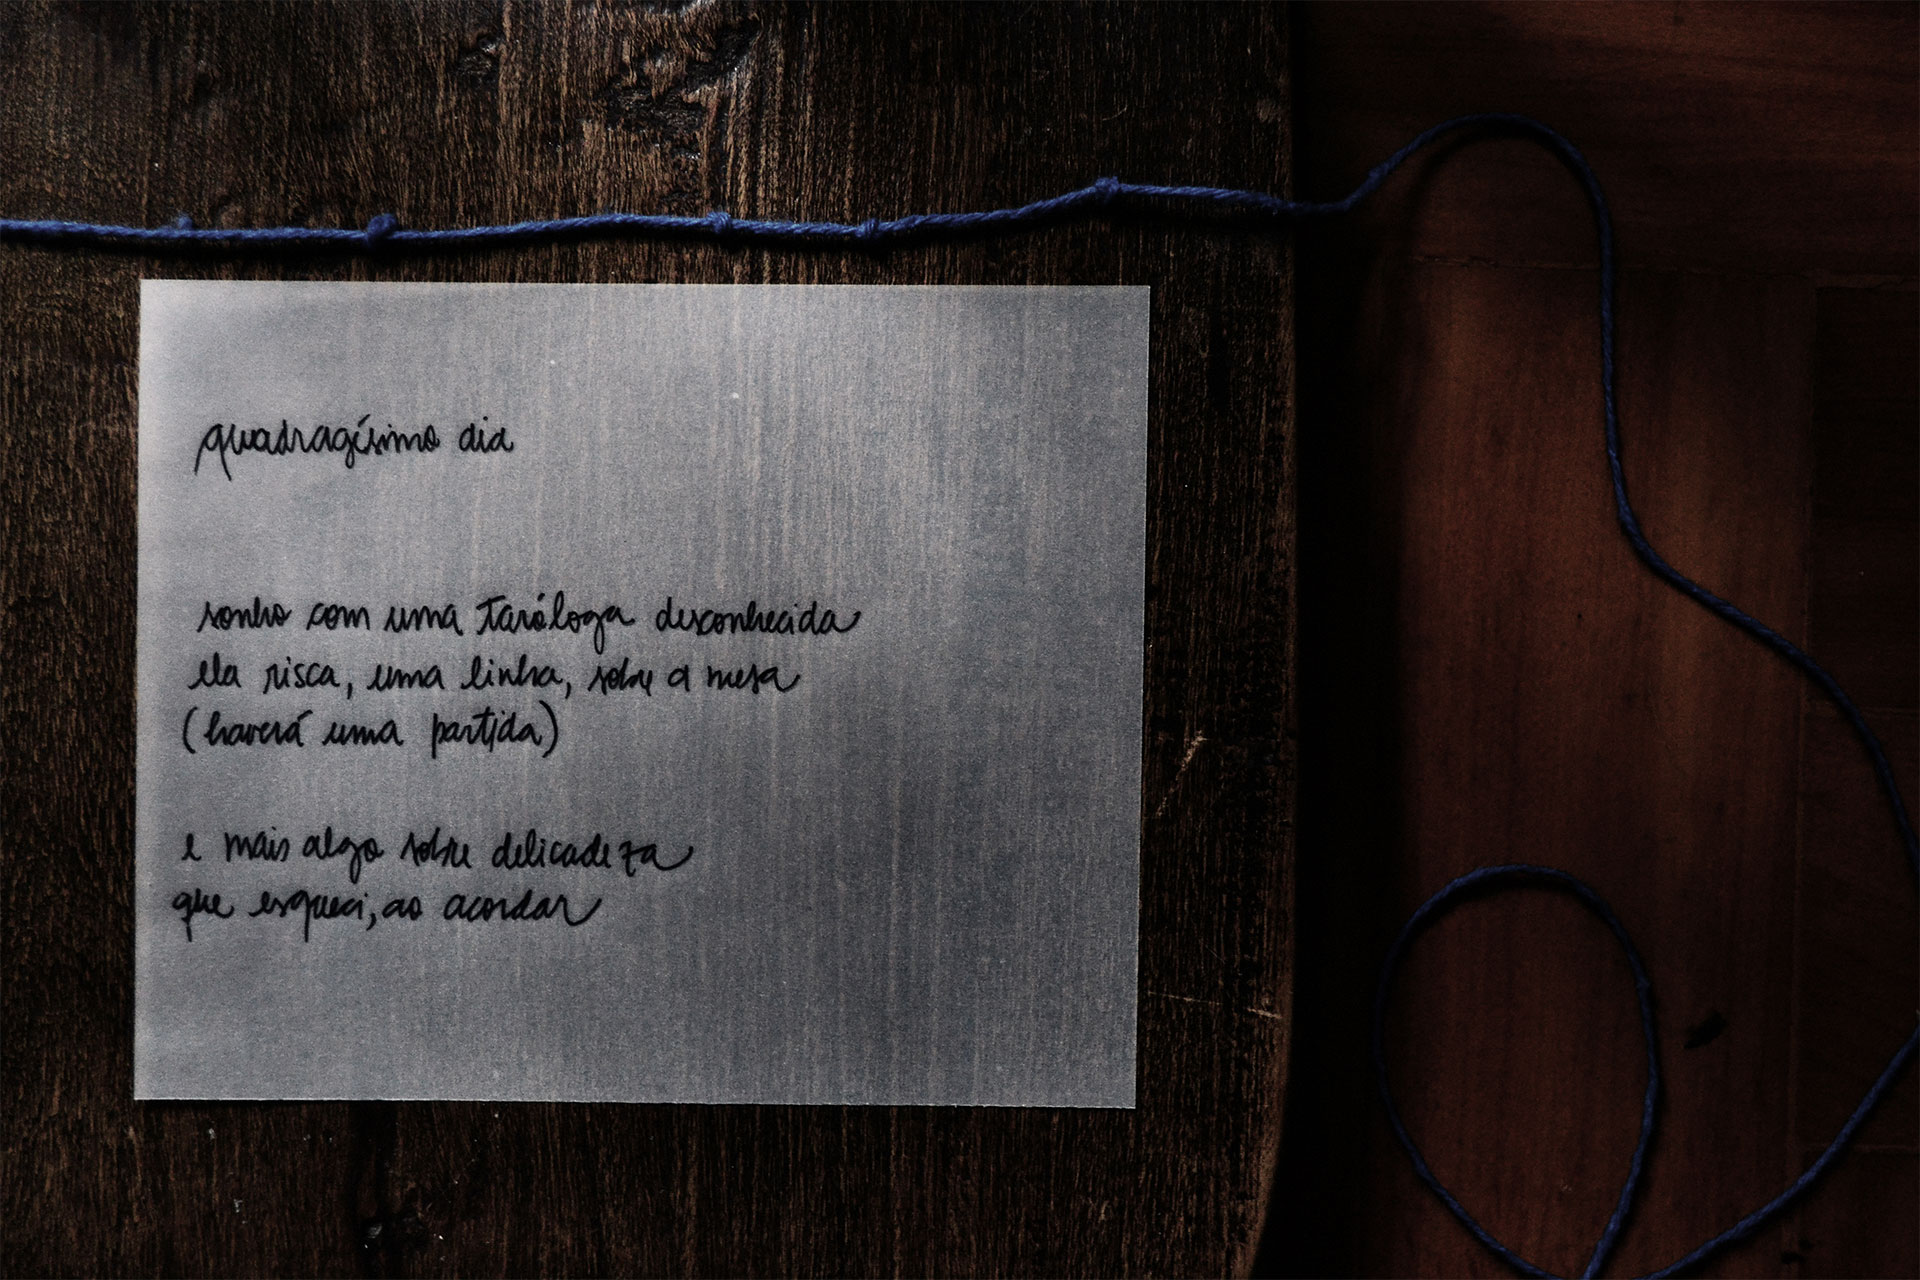 quadragésimo dia
sonho com uma taróloga desconhecida
ela risca, uma linha, sobre a mesa
(haverá uma partida)
e mais algo sobre delicadeza
que esqueci, ao acordar